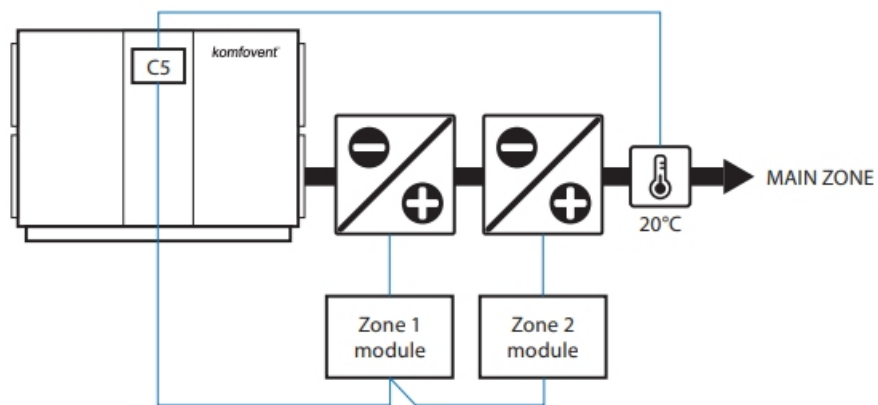 komfovent
C5
MAIN ZONE
20°C
Zone 1
module
Zone 2
module